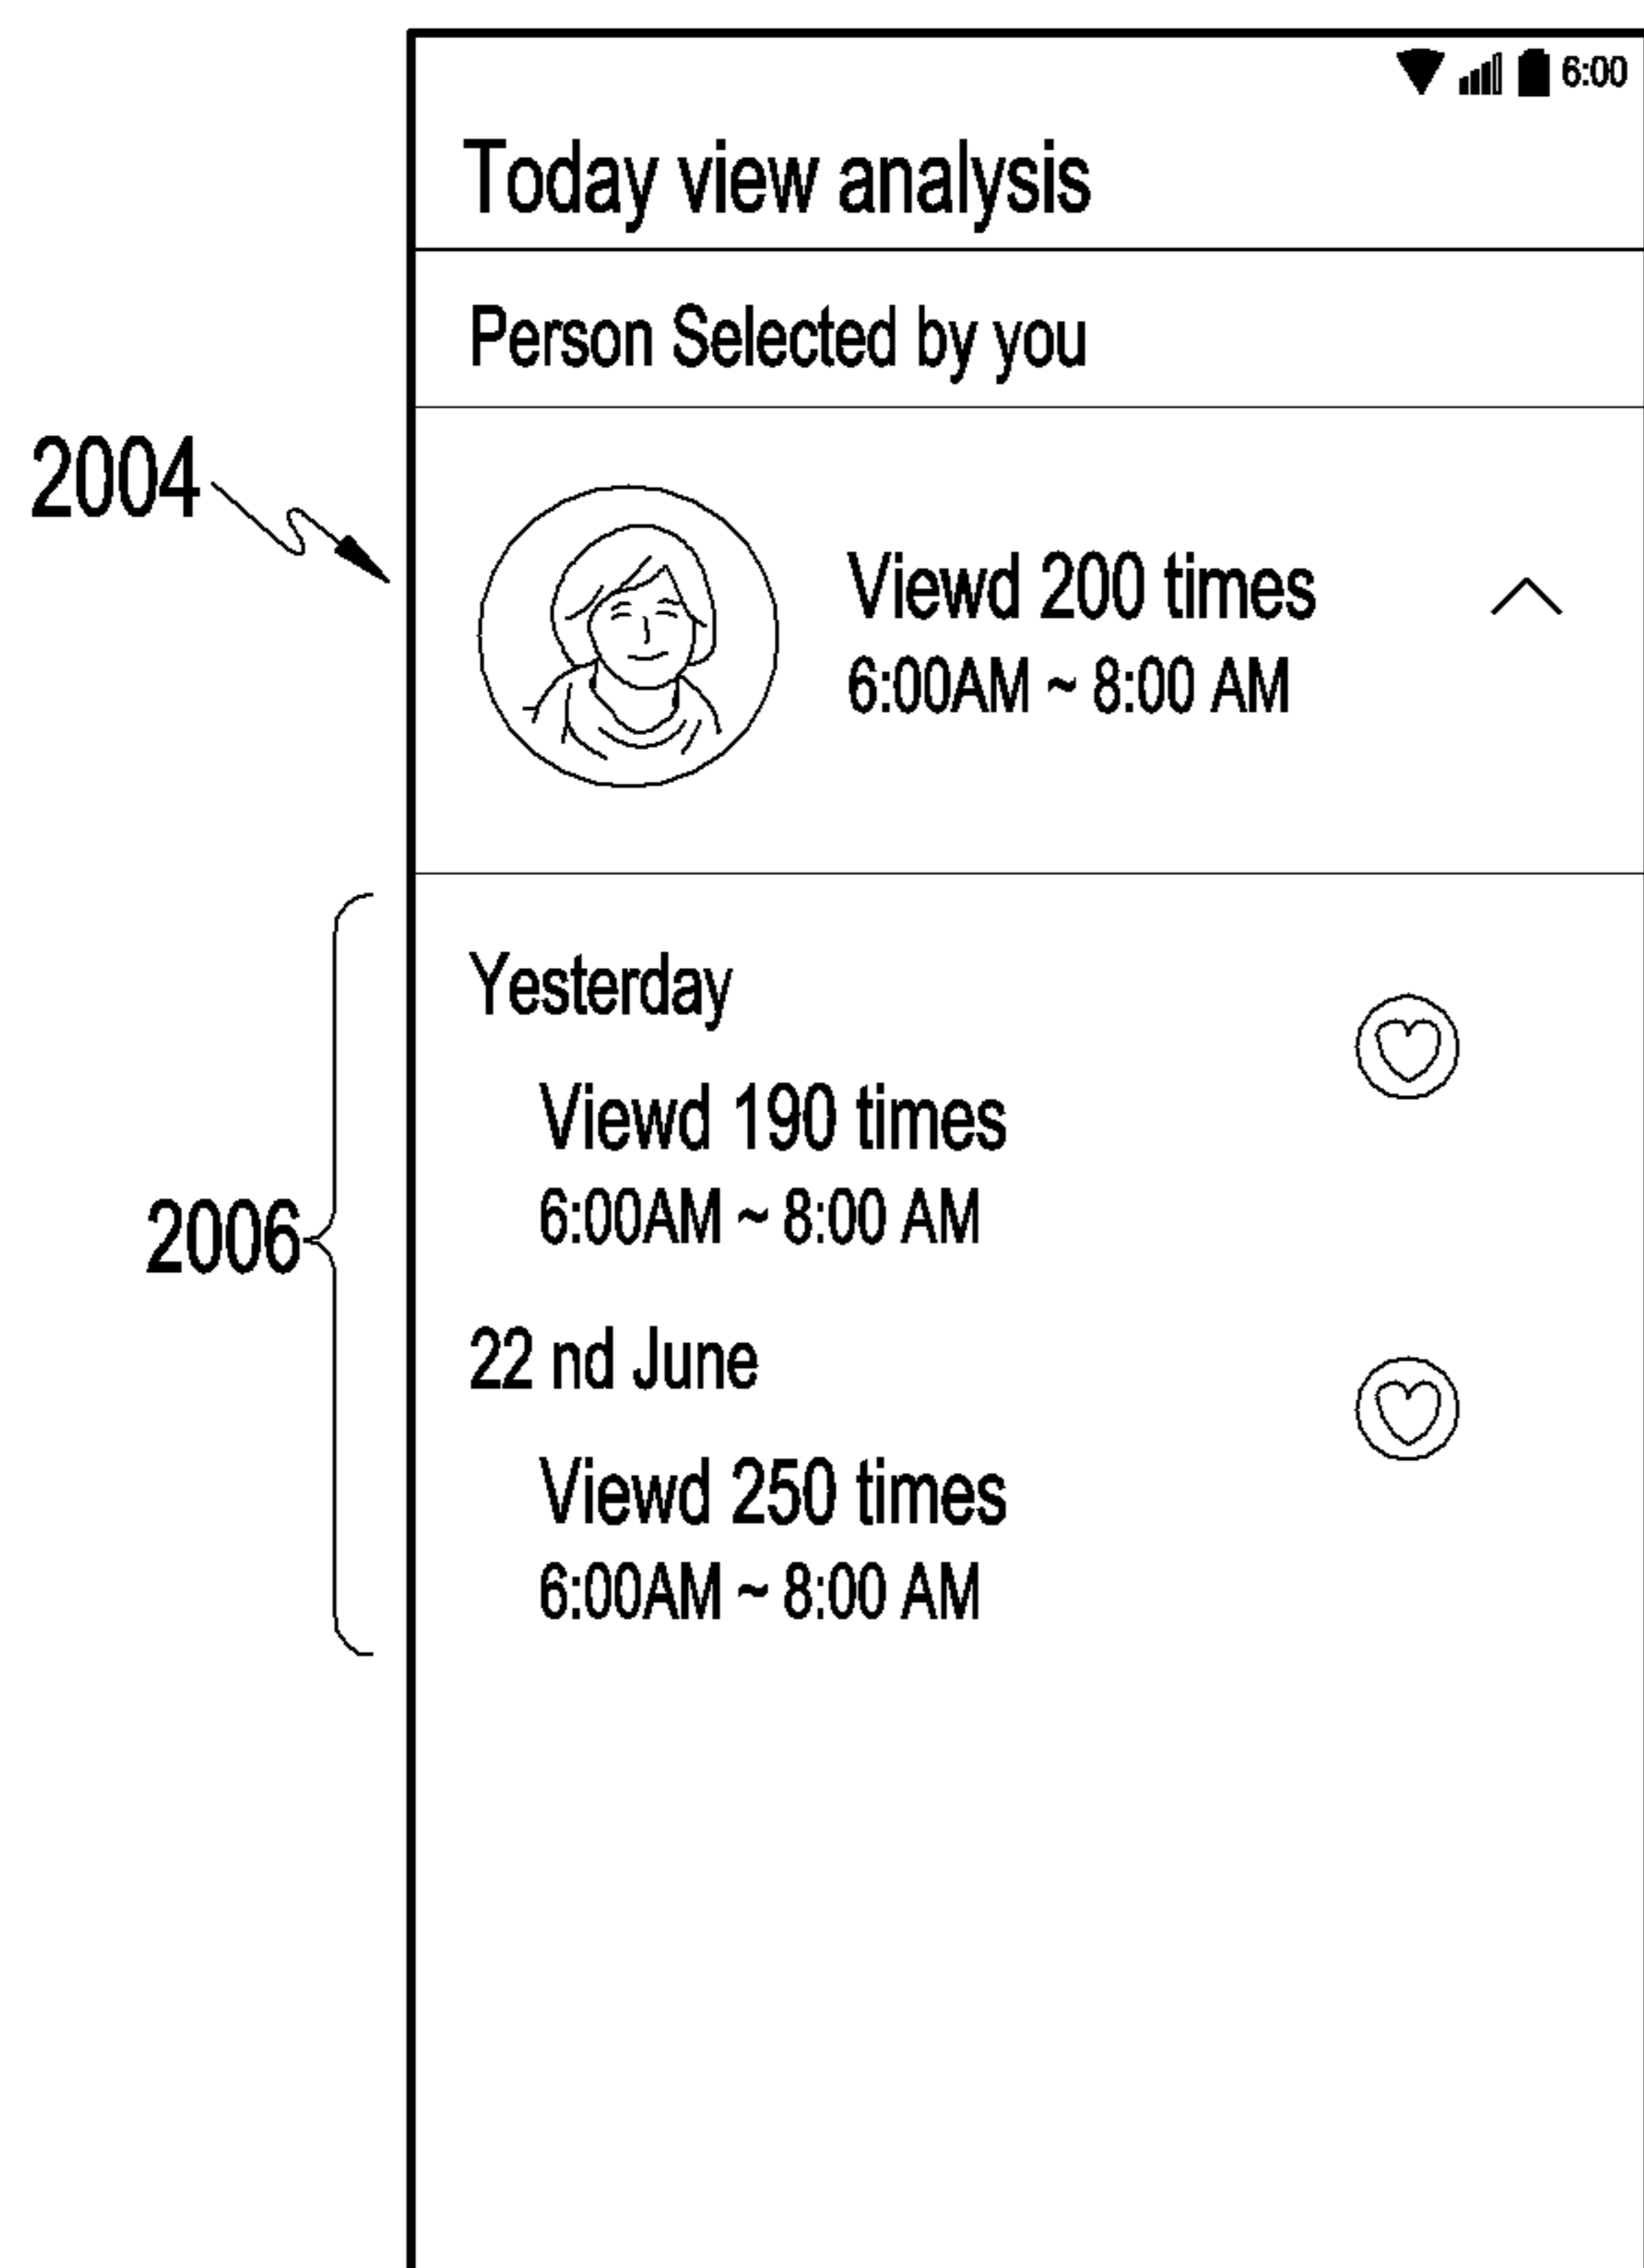 6:00
Today view analysis
Person Selected by you
2004
Viewd 200 times
6:00AM ~ 8:00 AM
Yesterday
Viewd 190 times
6:00AM ~ 8:00 AM
2006
22 nd June
Viewd 250 times
6:00AM ~ 8:00 AM